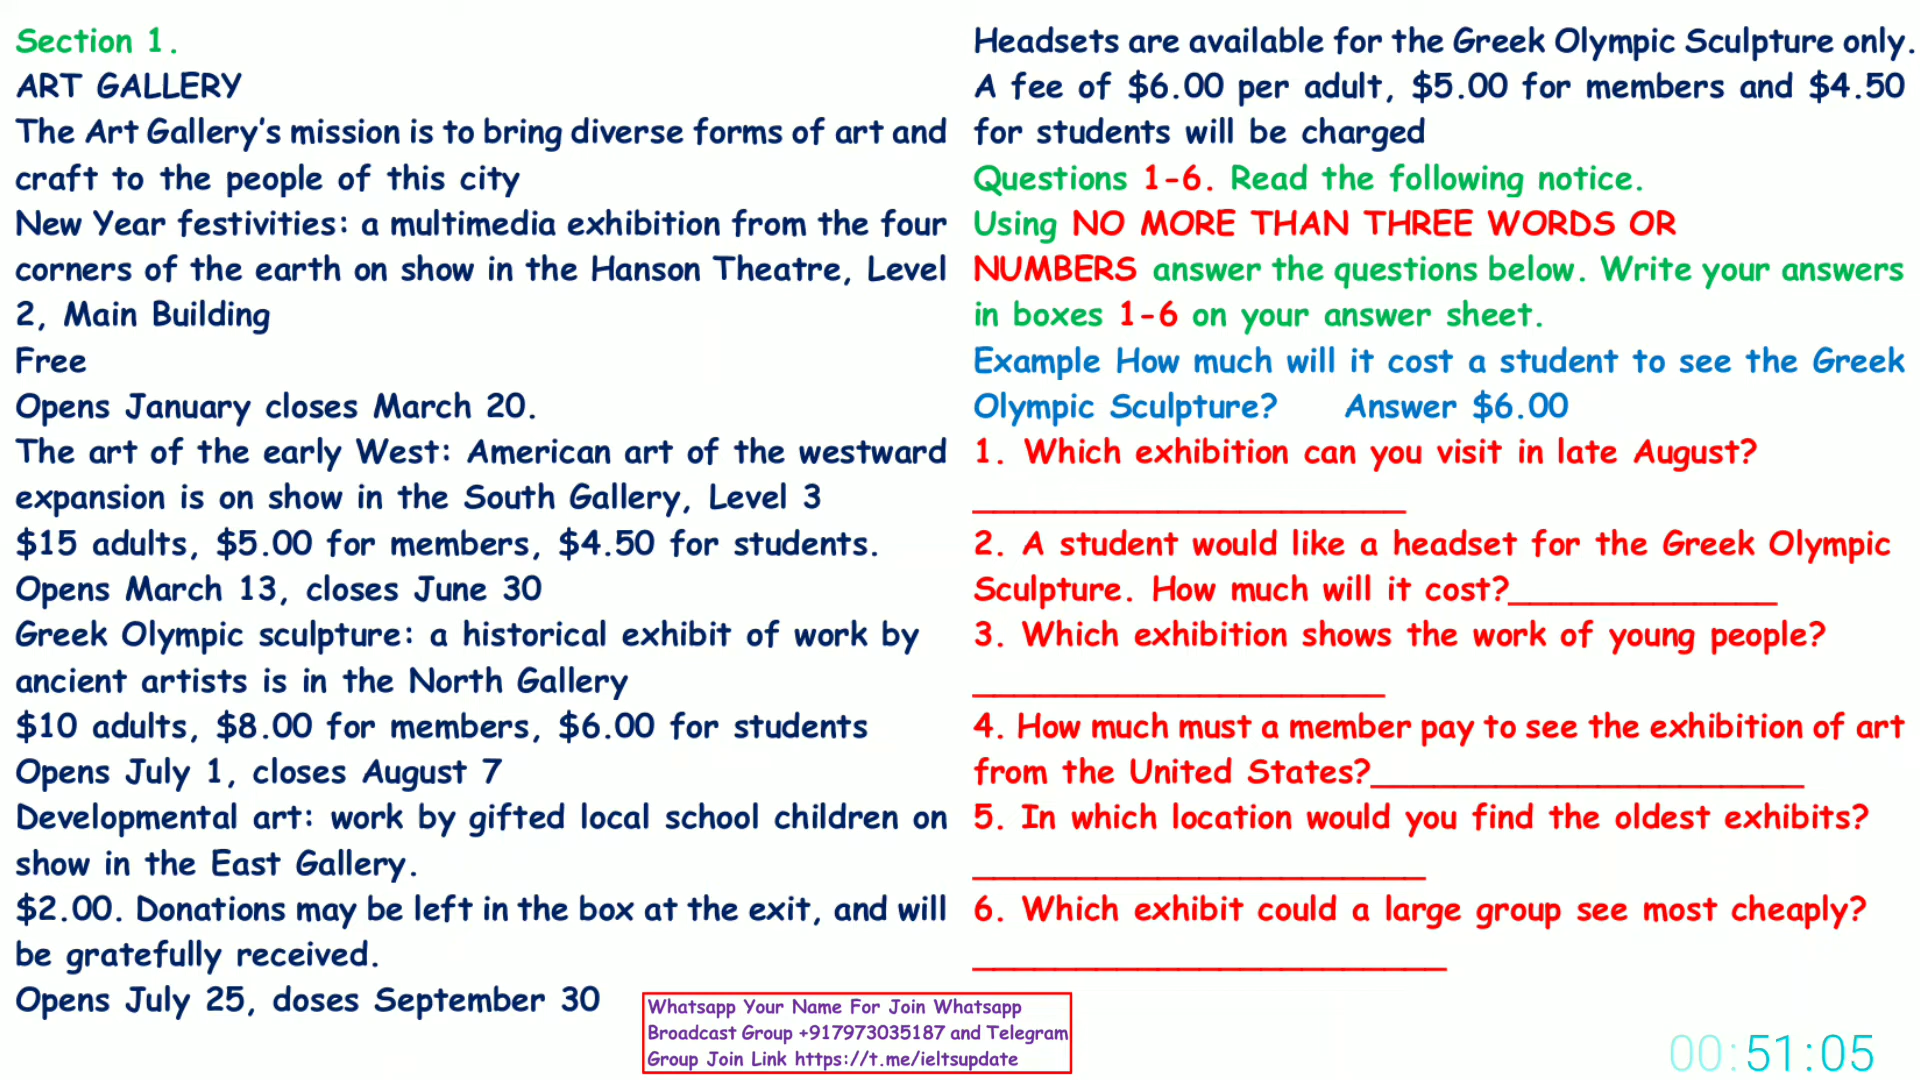 Section 1.
ART GALLERY
The Art Gallery's mission is to bring diverse forms of art and
craft to the people of this city
New Year festivities: a multimedia exhibition from the four
corners of the earth on show in the Hanson Theatre, Level
2, Main Building
Free
Opens January closes March 20.
The art of the early West: American art of the westward
expansion is on show in the South Gallery, Level 3
$15 adults, $5.00 for members, $4.50 for students.
Opens March 13, closes June 30
Greek Olympic sculpture: a historical exhibit of work by
ancient artists is in the North Gallery
$10 adults, $8.00 for members, $6.00 for students
Opens July 1, closes August 7
Developmental art: work by gifted local school children on
show in the East Gallery.
$2.00. Donations may be left in the box at the exit, and will
be gratefully received.
Opens July 25, doses September 30
Headsets are available for the Greek Olympic Sculpture only.
A fee of $6.00 per adult, $5.00 for members and $4.50
for students will be charged
Questions 1-6. Read the following notice.
Using NO MORE THAN THREE WORDS OR
NUMBERS answer the questions below. Write your answers
in boxes 1-6 on your answer sheet.
Example How much will it cost a student to see the Greek
Olympic Sculpture? Answer $6.00
1. Which exhibition can you visit in late August?
_____________________
2. A student would like a headset for the Greek Olympic
Sculpture. How much will it cost?_____________
3. Which exhibition shows the work of young people?
____________________
4. How much must a member pay to see the exhibition of art
from the United States?_____________________
5. In which location would you find the oldest exhibits?
______________________
6. Which exhibit could a large group see most cheaply?
_______________________
Whatsapp Your Name For Join Whatsapp
Broadcast Group +917973035187 and Telegram
Group Join Link https://t.me/ieltsupdate
00:51:05